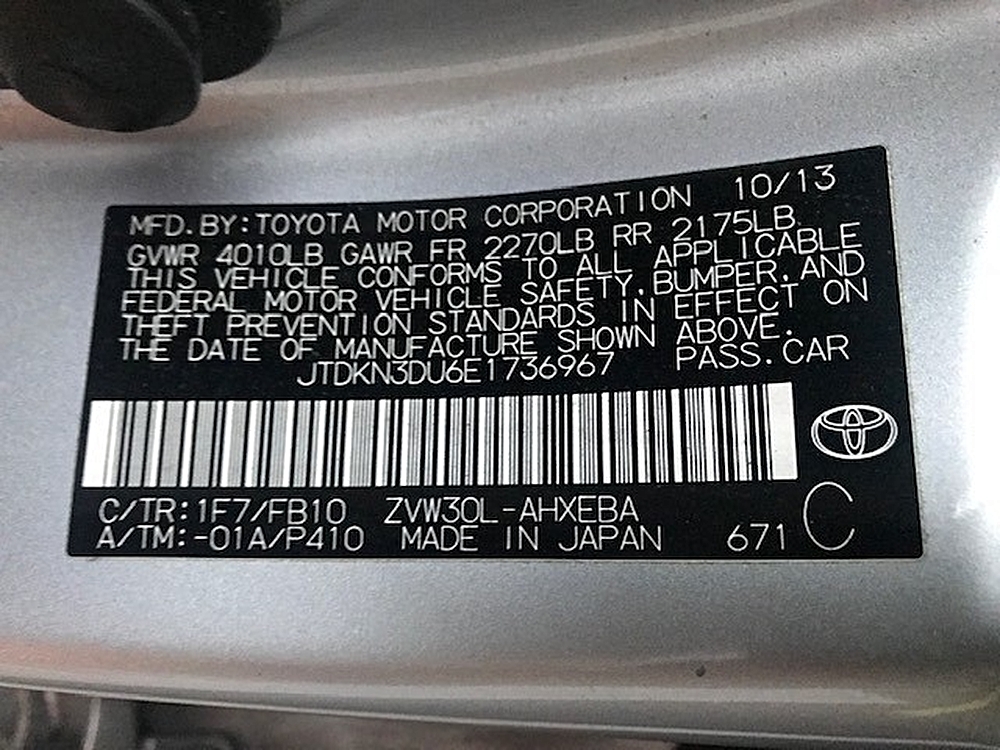 MFD.BY:TOYOTA MOTOR CORPORATION 10/13
GVWR 4010LB GAWR FR 2270LB RR 2175LB
THIS VEHICLE CONFORMS TO ALL APPLICABLE
FEDERAL MOTOR VEHICLE SAFETY,BUMPER,AND
THEFT PREVENTION STANDARDS IN EFFECT ON
THE DATE OF MANUFACTURE SHOWN ABOVE.
JTDKN3DU6E1736967 PASS.CAR
C/TR:1F7/FB10 ZVW30L-AHXEBA
A/TM:-01A/P410 MADE IN JAPAN 671 C